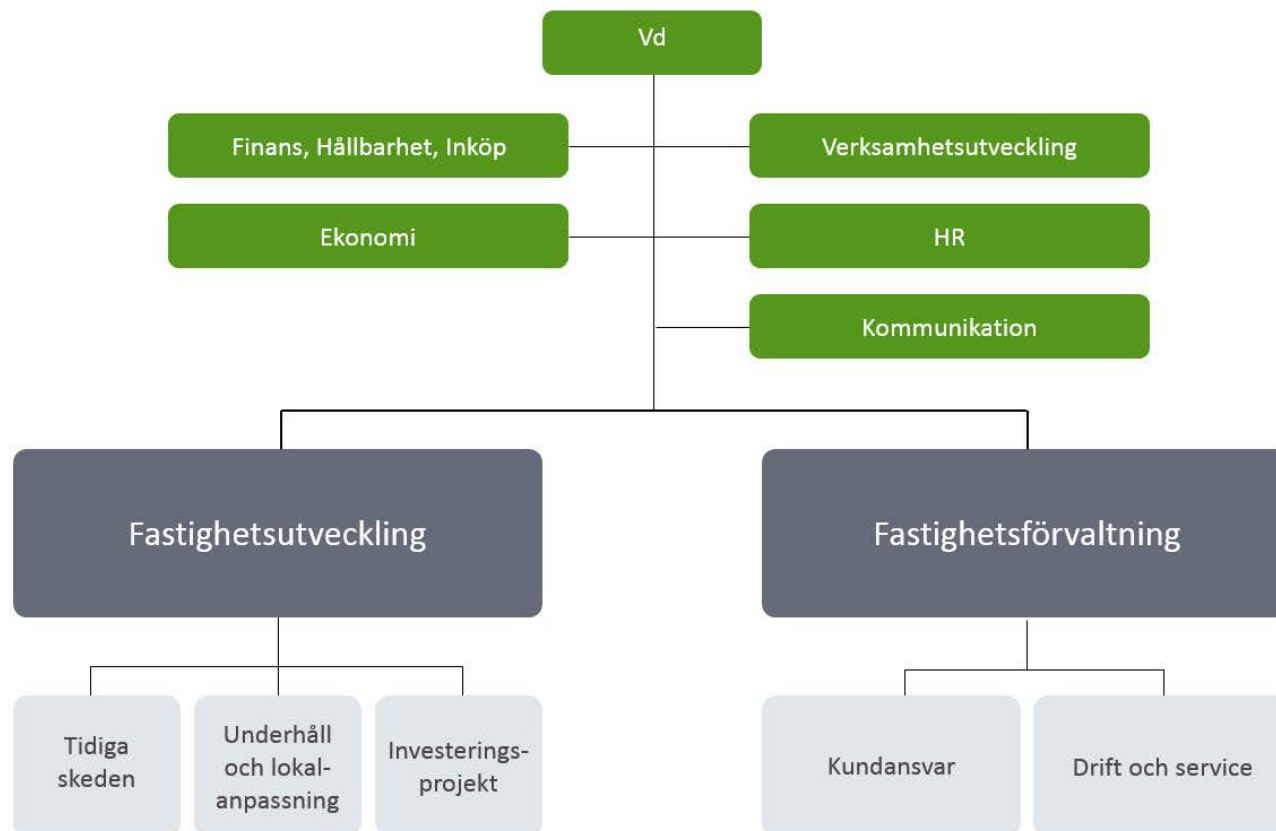 Vd
Finans, Hållbarhet, Inköp
Verksamhetsutveckling
Ekonomi
HR
Kommunikation
Fastighetsutveckling
Fastighetsförvaltning
Tidiga
skeden
Underhåll
och lokal-
anpassning
Investerings-
projekt
Kundansvar
Drift och service